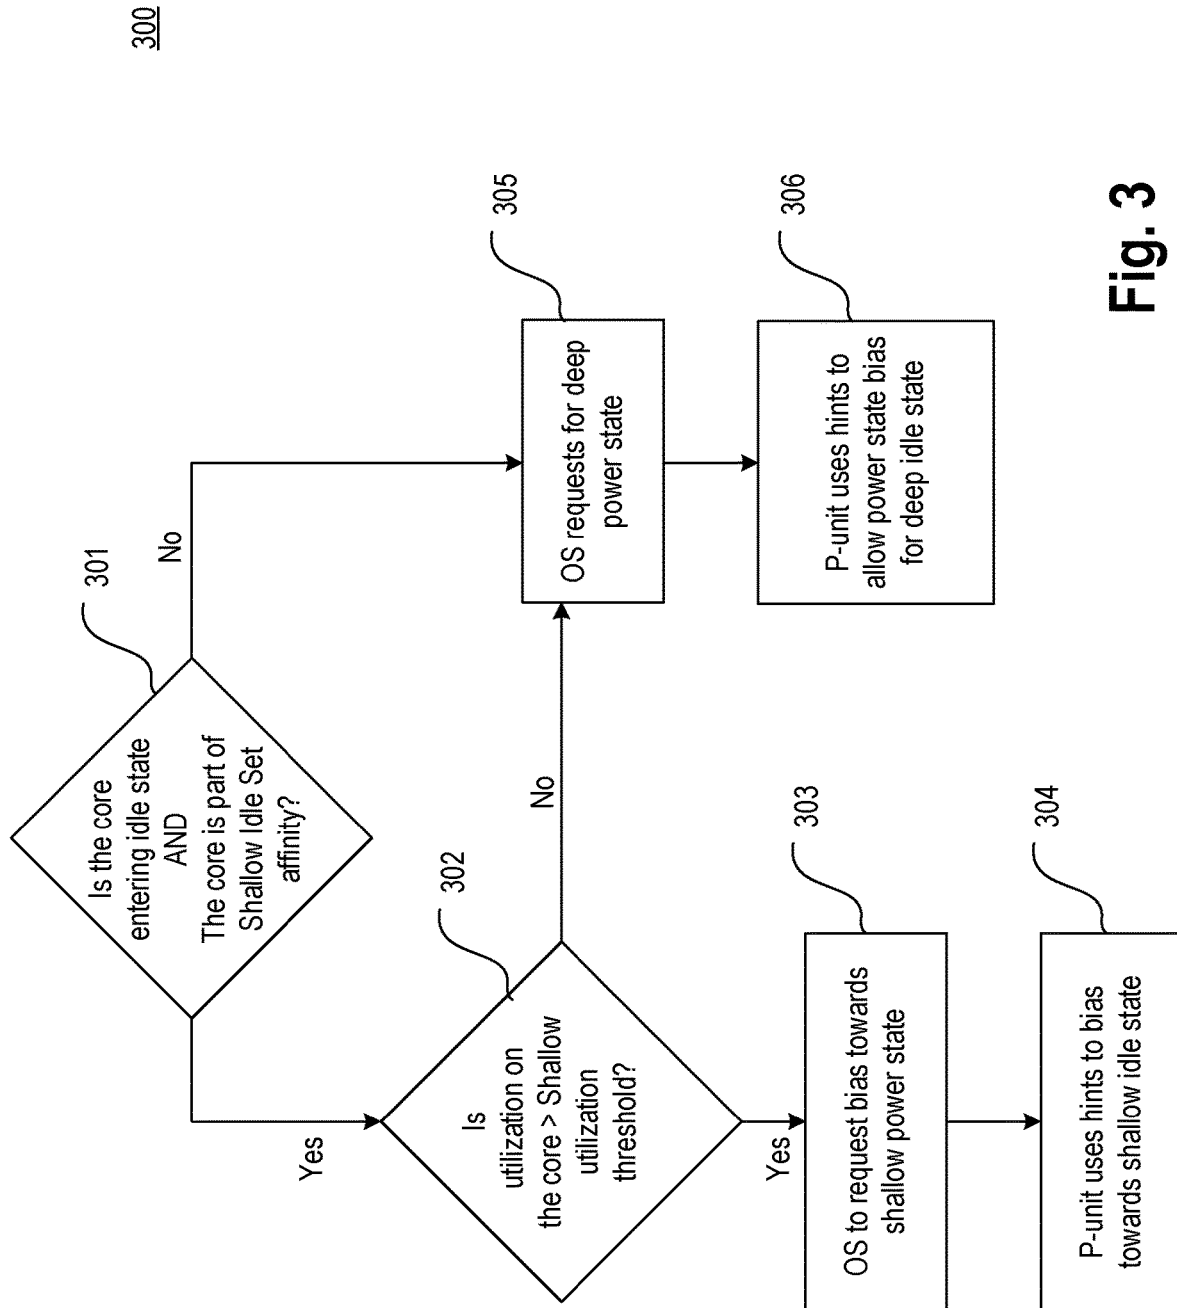 300
Is the core
entering idle state
AND
The core is part of
Shallow Idle Set
affinity?
301
No
Yes
Is
utilization on
the core > Shallow
utilization
threshold?
302
No
Yes
OS to request bias towards
shallow power state
303
P-unit uses hints to bias
towards shallow idle state
304
OS requests for deep
power state
305
P-unit uses hints to
allow power state bias
for deep idle state
306
Fig. 3